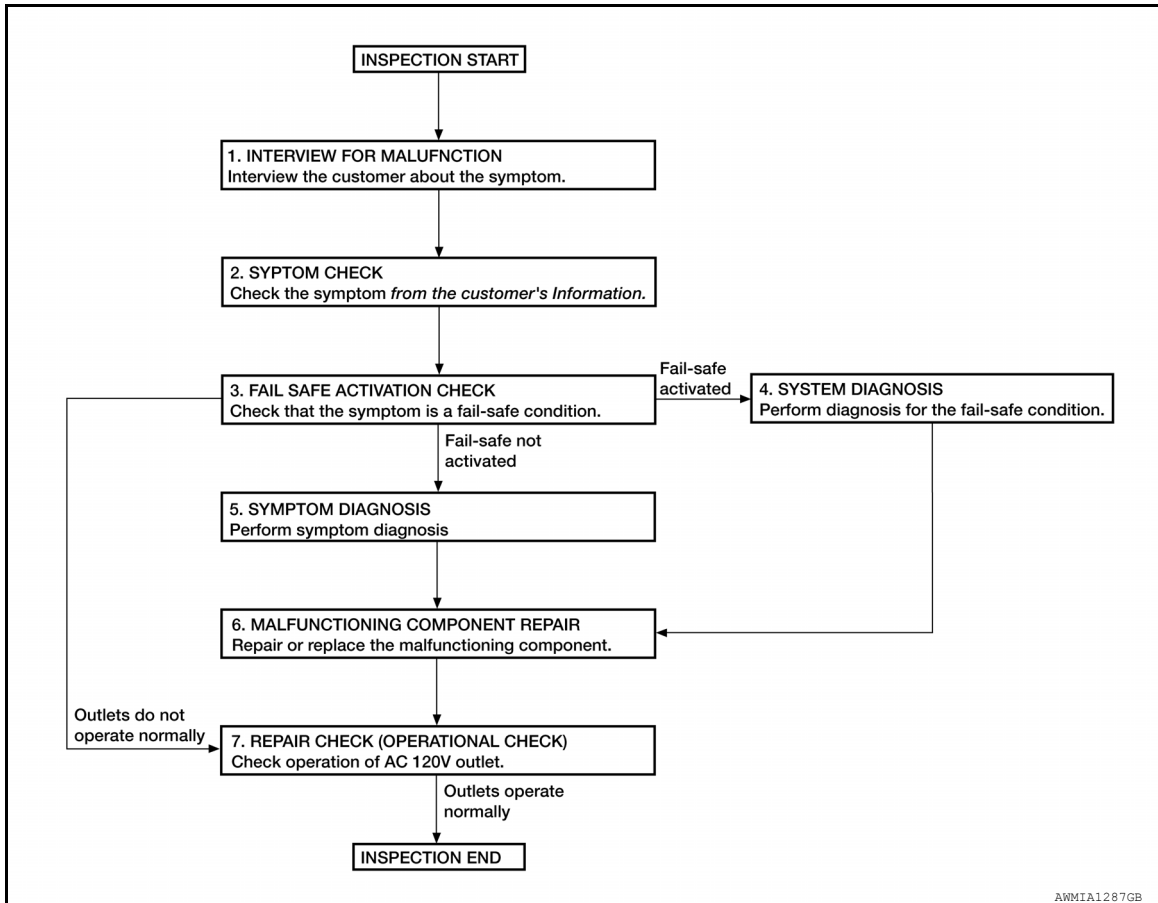 INSPECTION START
1. INTERVIEW FOR MALUFNCTION
Interview the customer about the symptom.
2. SYPTOM CHECK
Check the symptom from the customer's Information.
3. FAIL SAFE ACTIVATION CHECK
Check that the symptom is a fail-safe condition.
Fail-safe
activated
4. SYSTEM DIAGNOSIS
Perform diagnosis for the fail-safe condition.
Fail-safe not
activated
5. SYMPTOM DIAGNOSIS
Perform symptom diagnosis
6. MALFUNCTIONING COMPONENT REPAIR
Repair or replace the malfunctioning component.
Outlets do not
operate normally
7. REPAIR CHECK (OPERATIONAL CHECK)
Check operation of AC 120V outlet.
Outlets operate
normally
INSPECTION END
AWMIA1287GB